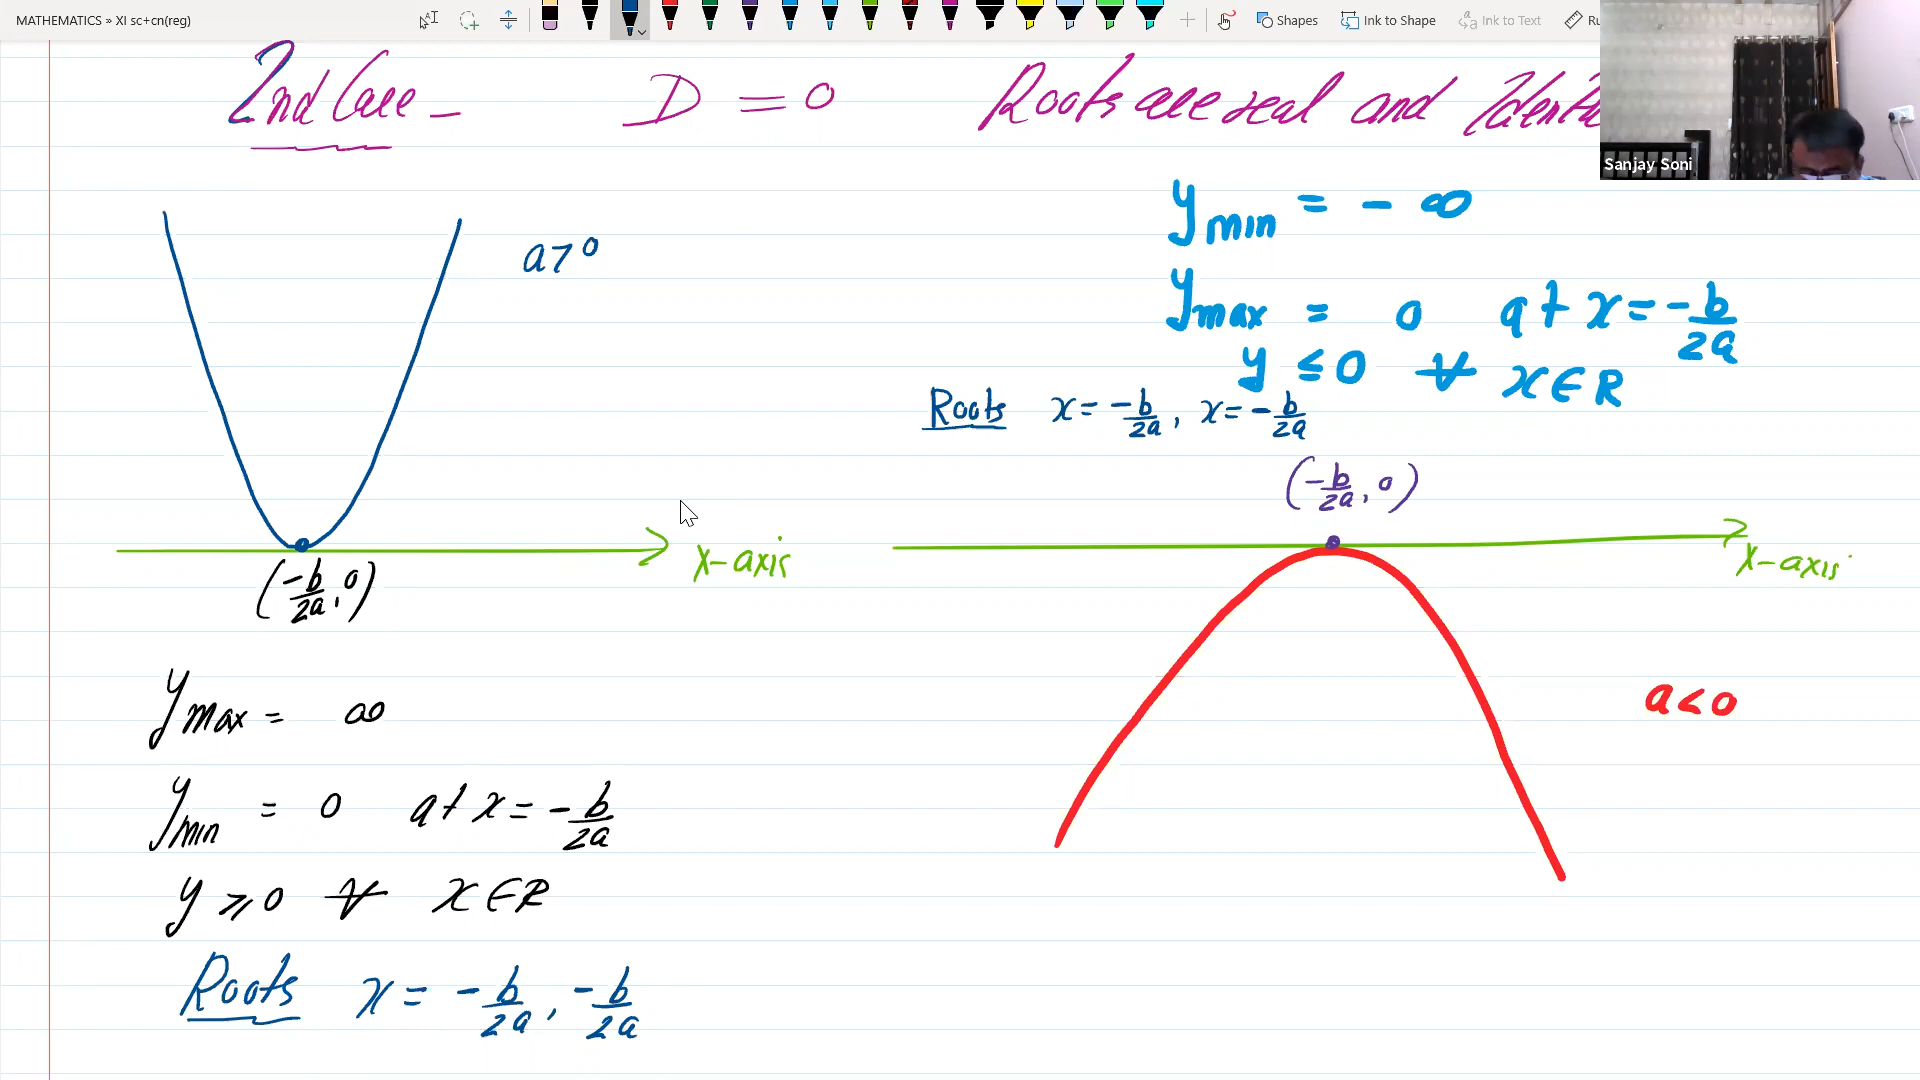 MATHEMATICS » XI sc+cn(reg)
Shapes Ink to Shape Ink to Text Ru
Sanjay Soni
2nd Case - D = 0 Roots are real and Identi
a > 0
y min = - ∞
y max = 0 at x = -b/2a
y ≤ 0 ∀ x ∈ R
Roots x = -b/2a, x = -b/2a
(-b/2a, 0)
X-axis
(-b/2a, 0)
X-axis
a < 0
y max = ∞
y min = 0 at x = -b/2a
y ≥ 0 ∀ x ∈ R
Roots x = -b/2a, -b/2a